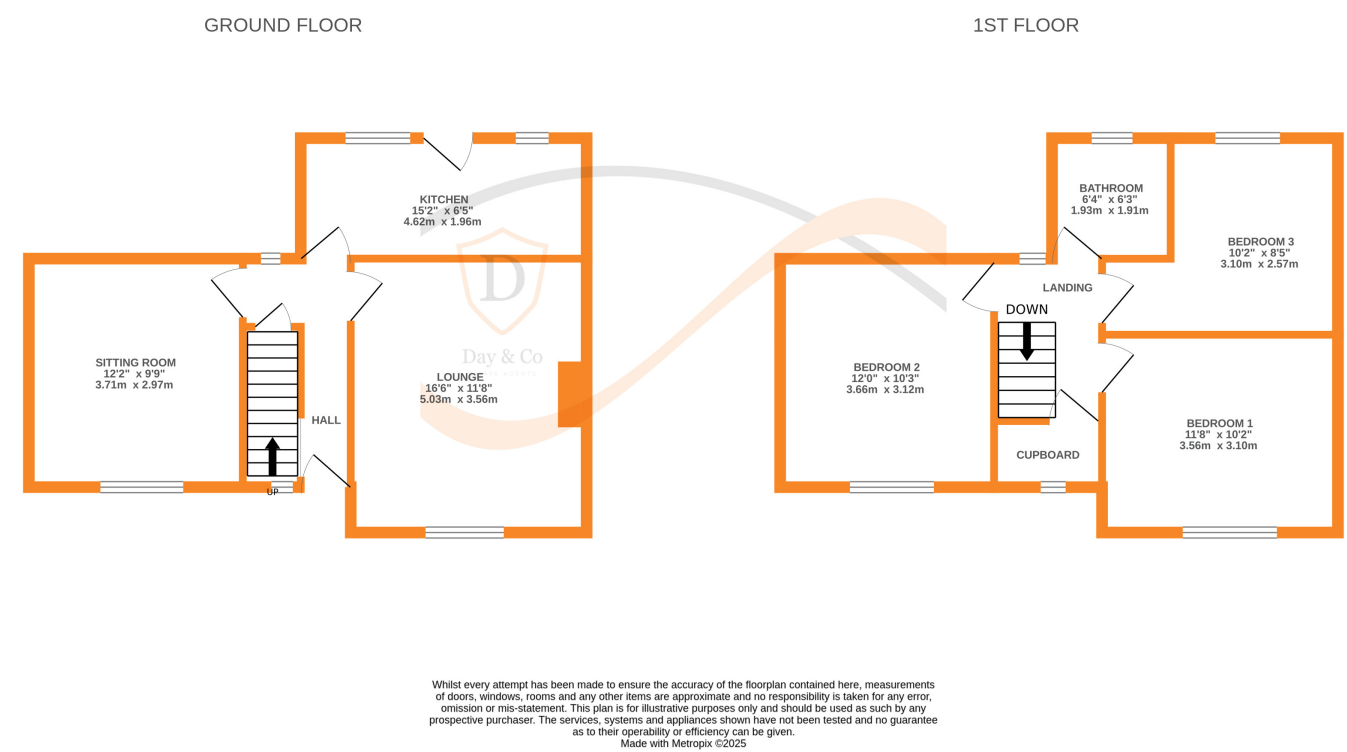 GROUND FLOOR
1ST FLOOR
KITCHEN
15'2" x 6'5"
4.62m x 1.96m
SITTING ROOM
12'2" x 9'9"
3.71m x 2.97m
LOUNGE
16'6" x 11'8"
5.03m x 3.56m
HALL
UP
D
Day & Co
BATHROOM
6'4" x 6'3"
1.93m x 1.91m
BEDROOM 3
10'2" x 8'5"
3.10m x 2.57m
LANDING
DOWN
BEDROOM 2
12'0" x 10'3"
3.66m x 3.12m
BEDROOM 1
11'8" x 10'2"
3.56m x 3.10m
CUPBOARD
Whilst every attempt has been made to ensure the accuracy of the floorplan contained here, measurements
of doors, windows, rooms and any other items are approximate and no responsibility is taken for any error,
omission or mis-statement. This plan is for illustrative purposes only and should be used as such by any
prospective purchaser. The services, systems and appliances shown have not been tested and no guarantee
as to their operability or efficiency can be given.
Made with Metropix ©2025